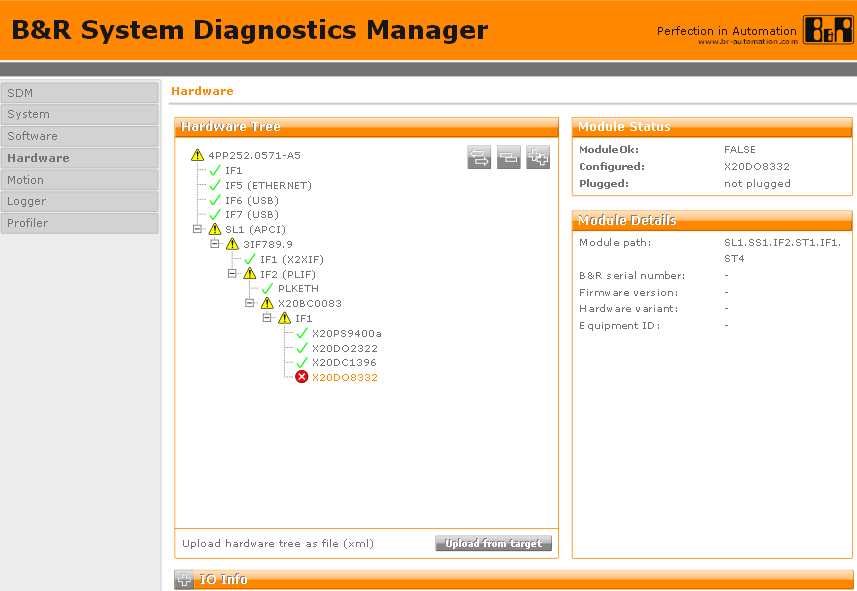 B&R System Diagnostics Manager
Perfection in Automation
www.br-automation.com
B&R
SDM
System
Software
Hardware
Motion
Logger
Profiler
Hardware
Hardware Tree
4PP252.0571-A5
IF1
IF5 (ETHERNET)
IF6 (USB)
IF7 (USB)
SL1 (APCI)
3IF789.9
IF1 (X2XIF)
IF2 (PLIF)
PLKETH
X20BC0083
IF1
X20PS9400a
X20DO2322
X20DC1396
X20DO8332
Upload hardware tree as file (xml)
Upload from target
Module Status
ModuleOk: FALSE
Configured: X20DO8332
Plugged: not plugged
Module Details
Module path: SL1.SS1.IF2.ST1.IF1.
ST4
B&R serial number: -
Firmware version: -
Hardware variant: -
Equipment ID: -
IO Info